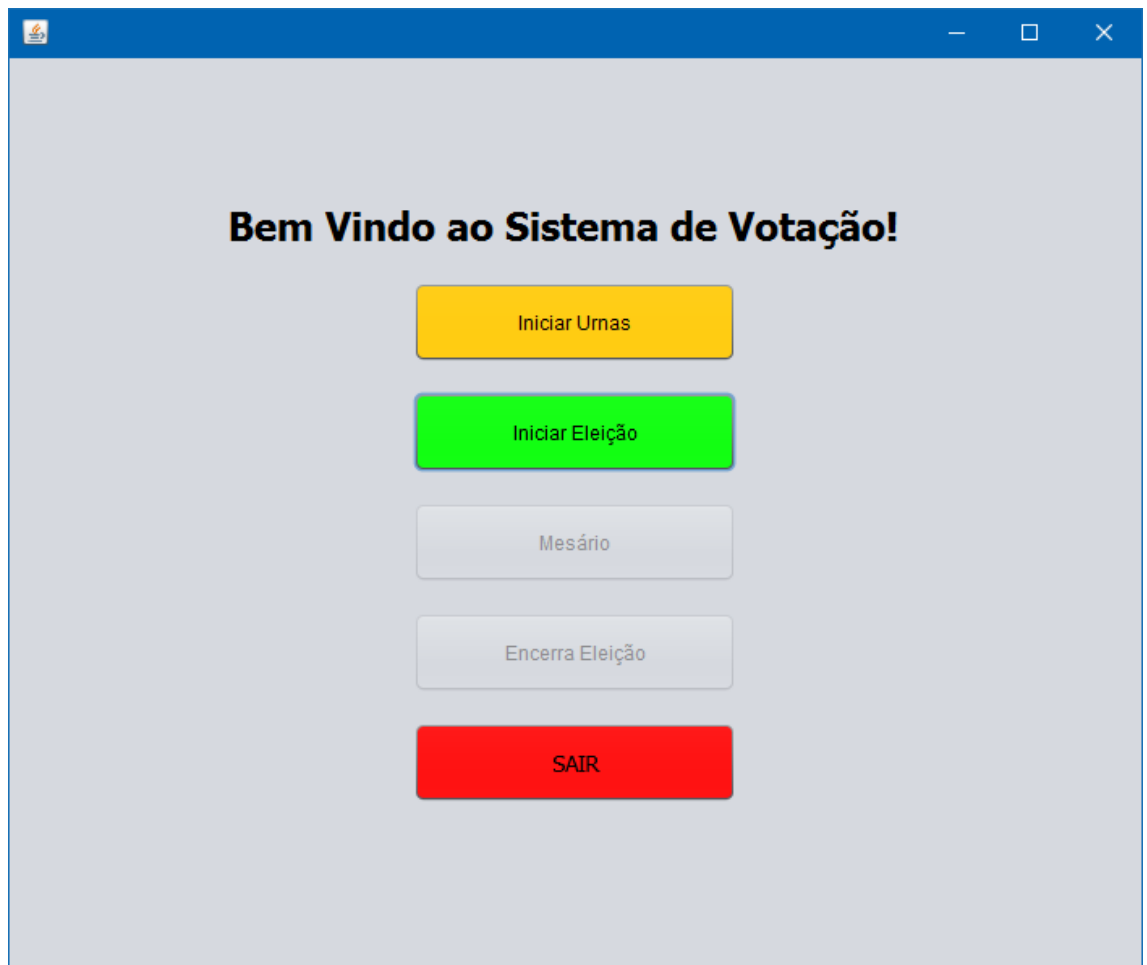 Bem Vindo ao Sistema de Votação!
Iniciar Urnas
Iniciar Eleição
Mesário
Encerra Eleição
SAIR